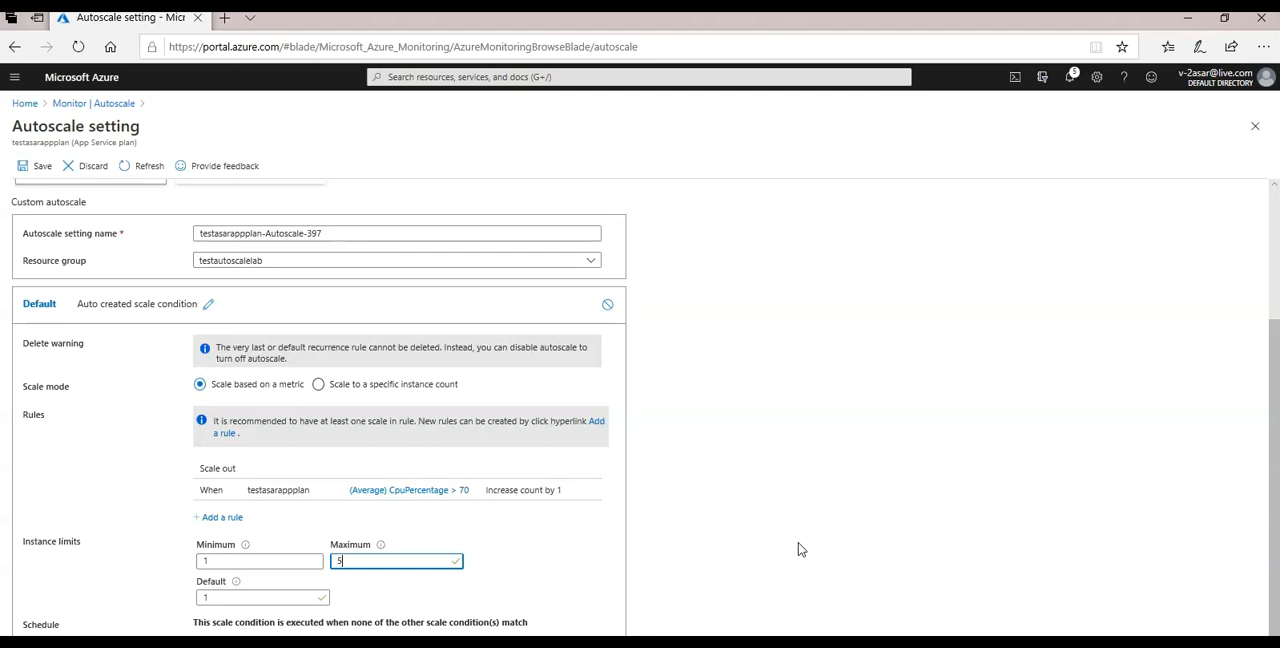 Autoscale setting - Micr
https://portal.azure.com/#blade/Microsoft_Azure_Monitoring/AzureMonitoringBrowseBlade/autoscale
Microsoft Azure
Search resources, services, and docs (G+/)
5
v-2asar@live.com
DEFAULT DIRECTORY
Home > Monitor | Autoscale >
Autoscale setting
testasarappplan (App Service plan)
Save Discard Refresh Provide feedback
Custom autoscale
Autoscale setting name * testasarappplan-Autoscale-397
Resource group testautoscalelab
Default Auto created scale condition
Delete warning
The very last or default recurrence rule cannot be deleted. Instead, you can disable autoscale to
turn off autoscale.
Scale mode Scale based on a metric Scale to a specific instance count
Rules
It is recommended to have at least one scale in rule. New rules can be created by click hyperlink Add
a rule .
Scale out
When testasarappplan (Average) CpuPercentage > 70 Increase count by 1
+ Add a rule
Instance limits
Minimum Maximum
1 5
Default
1
Schedule This scale condition is executed when none of the other scale condition(s) match